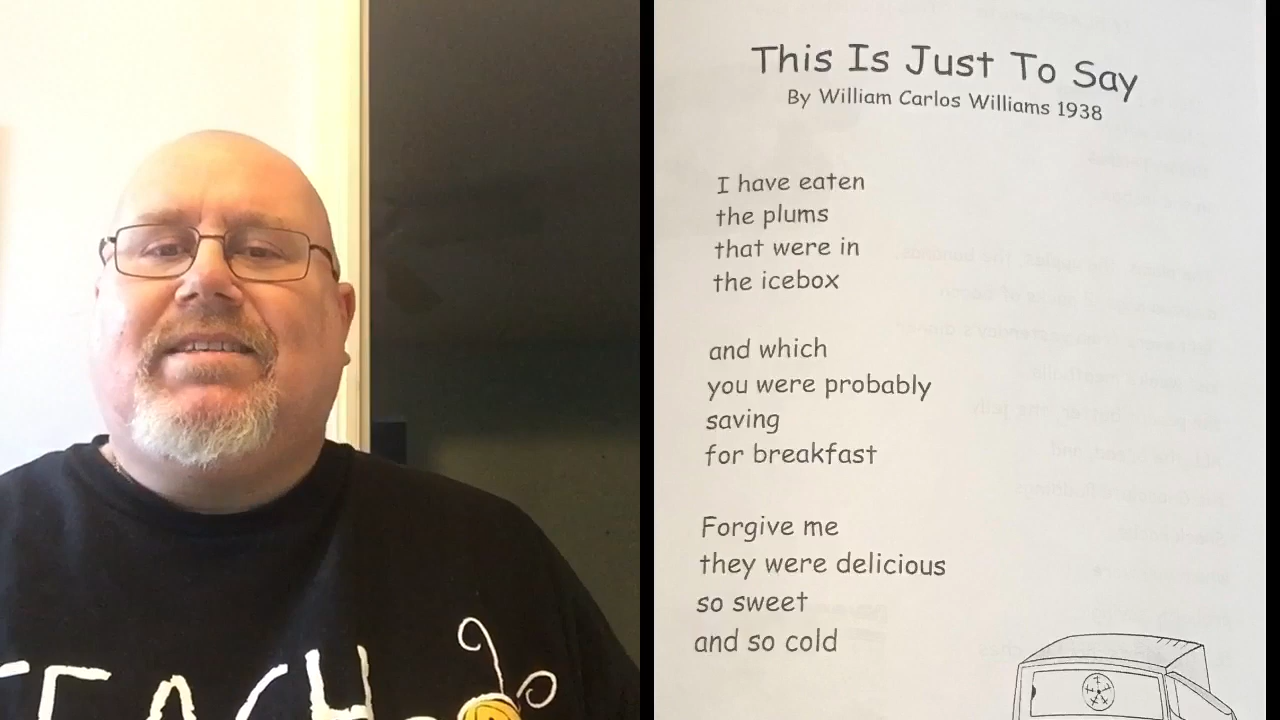 TEACH
This Is Just To Say
By William Carlos Williams 1938
I have eaten
the plums
that were in
the icebox
and which
you were probably
saving
for breakfast
Forgive me
they were delicious
so sweet
and so cold